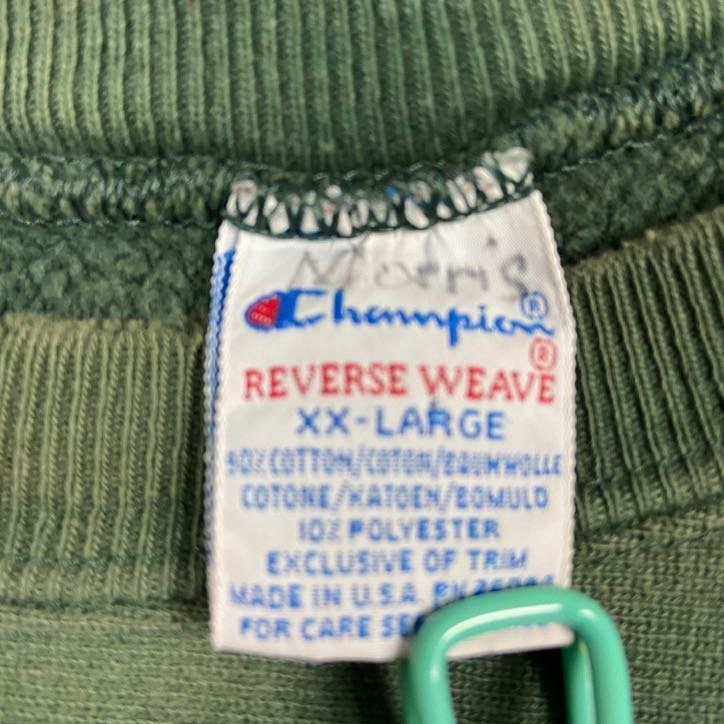 Morris
Champion®
REVERSE WEAVE®
XX-LARGE
90% COTTON/COTON/BAUMWOLLE
COTONE/KATOEN/BOMULD
10% POLYESTER
EXCLUSIVE OF TRIM
MADE IN U.S.A.
FOR CARE